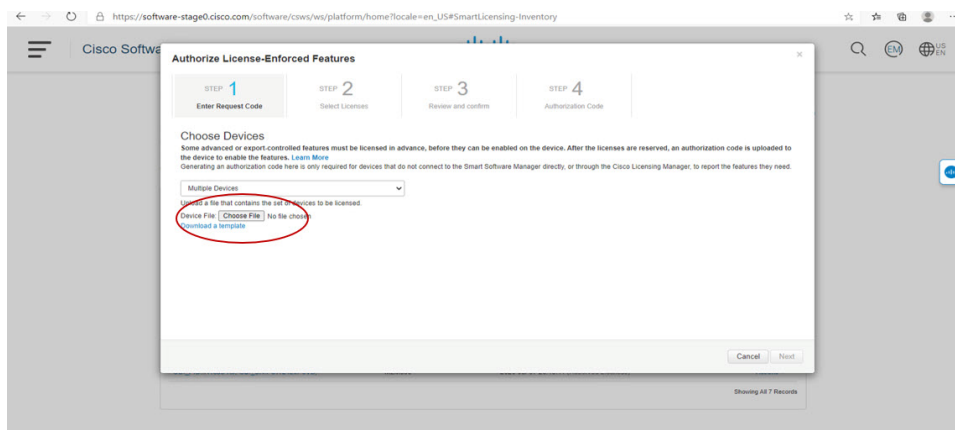 https://software-stage0.cisco.com/software/csws/ws/platform/home?locale=en_US#SmartLicensing-Inventory
Cisco Softwa
EM
US
EN
Authorize License-Enforced Features
×
STEP 1
Enter Request Code
STEP 2
Select Licenses
STEP 3
Review and confirm
STEP 4
Authorization Code
Choose Devices
Some advanced or export-controlled features must be licensed in advance, before they can be enabled on the device. After the licenses are reserved, an authorization code is uploaded to
the device to enable the features. Learn More
Generating an authorization code here is only required for devices that do not connect to the Smart Software Manager directly, or through the Cisco Licensing Manager, to report the features they need.
Multiple Devices
Upload a file that contains the set of devices to be licensed.
Device File: Choose File No file chosen
Download a template
Cancel Next
Showing All 7 Records